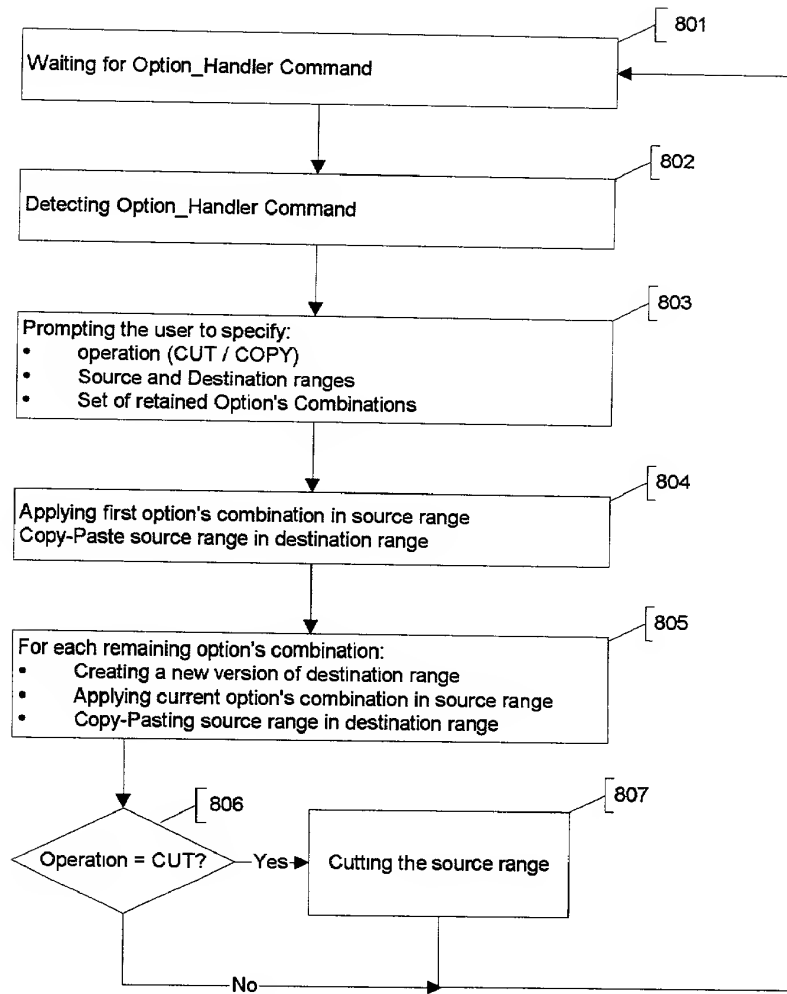 801
Waiting for Option_Handler Command
802
Detecting Option_Handler Command
803
Prompting the user to specify:
• operation (CUT / COPY)
• Source and Destination ranges
• Set of retained Option's Combinations
804
Applying first option's combination in source range
Copy-Paste source range in destination range
805
For each remaining option's combination:
• Creating a new version of destination range
• Applying current option's combination in source range
• Copy-Pasting source range in destination range
806
Operation = CUT?
Yes
807
Cutting the source range
No